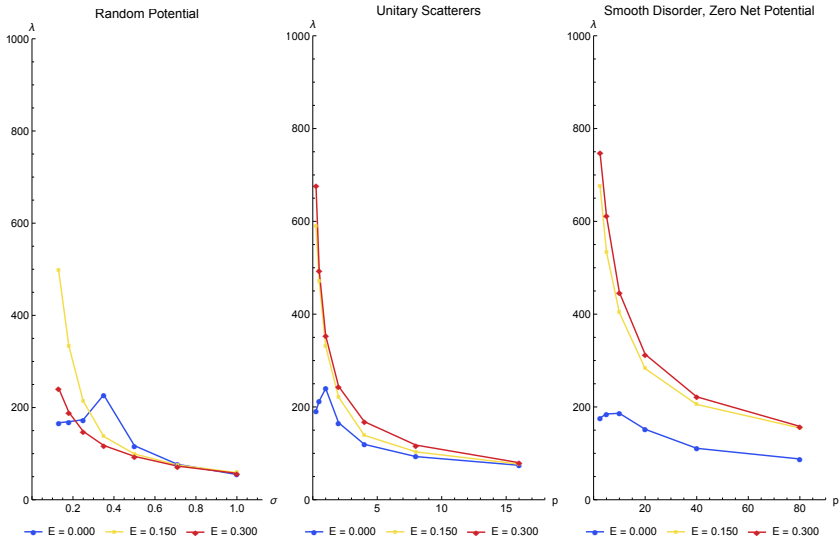 Random Potential
λ
1000
800
600
400
200
0
0.2 0.4 0.6 0.8 1.0
σ
E = 0.000 E = 0.150 E = 0.300
Unitary Scatterers
λ
1000
800
600
400
200
0
5 10 15
p
E = 0.000 E = 0.150 E = 0.300
Smooth Disorder, Zero Net Potential
λ
1000
800
600
400
200
0
20 40 60 80
p
E = 0.000 E = 0.150 E = 0.300